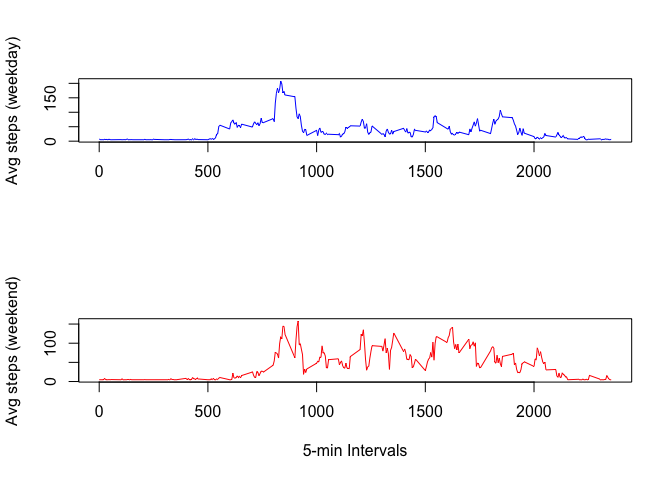 Avg steps (weekday)
150
0
0 500 1000 1500 2000
Avg steps (weekend)
100
0
0 500 1000 1500 2000
5-min Intervals